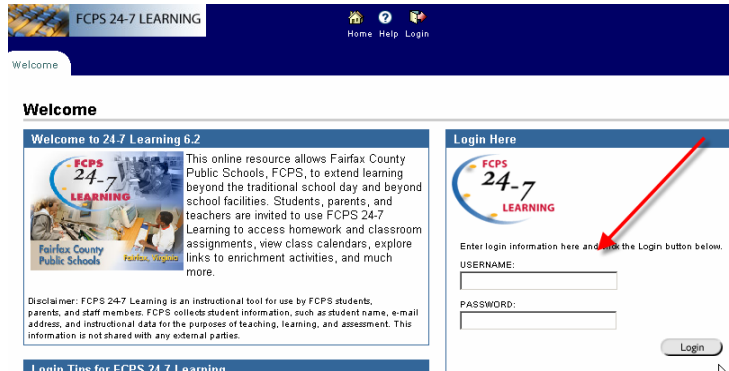 FCPS 24-7 LEARNING
Home Help Login
Welcome
Welcome
Welcome to 24-7 Learning 6.2
FCPS
24-7
LEARNING
Fairfax County
Public Schools
Fairfax, Virginia
This online resource allows Fairfax County
Public Schools, FCPS, to extend learning
beyond the traditional school day and beyond
school facilities. Students, parents, and
teachers are invited to use FCPS 24-7
Learning to access homework and classroom
assignments, view class calendars, explore
links to enrichment activities, and much
more.
Disclaimer: FCPS 24-7 Learning is an instructional tool for use by FCPS students,
parents, and staff members. FCPS collects student information, such as student name, e-mail
address, and instructional data for the purposes of teaching, learning, and assessment. This
information is not shared with any external parties.
Login Tips for FCPS 24-7 Learning
Login Here
FCPS
24-7
LEARNING
Enter login information here and click the Login button below.
USERNAME:
PASSWORD:
Login